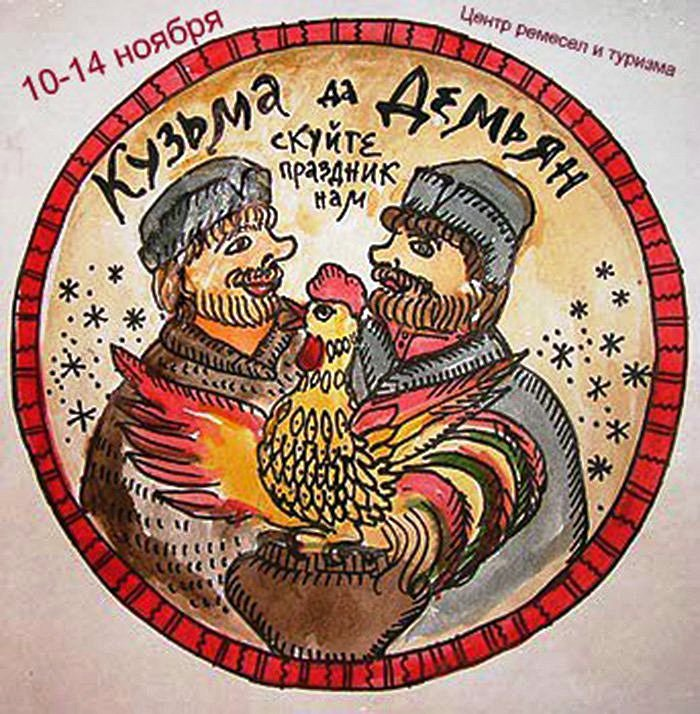 10-14 ноября
Центр ремесел и туризма
Кузьма да Демьян
скуйте
праздник
нам